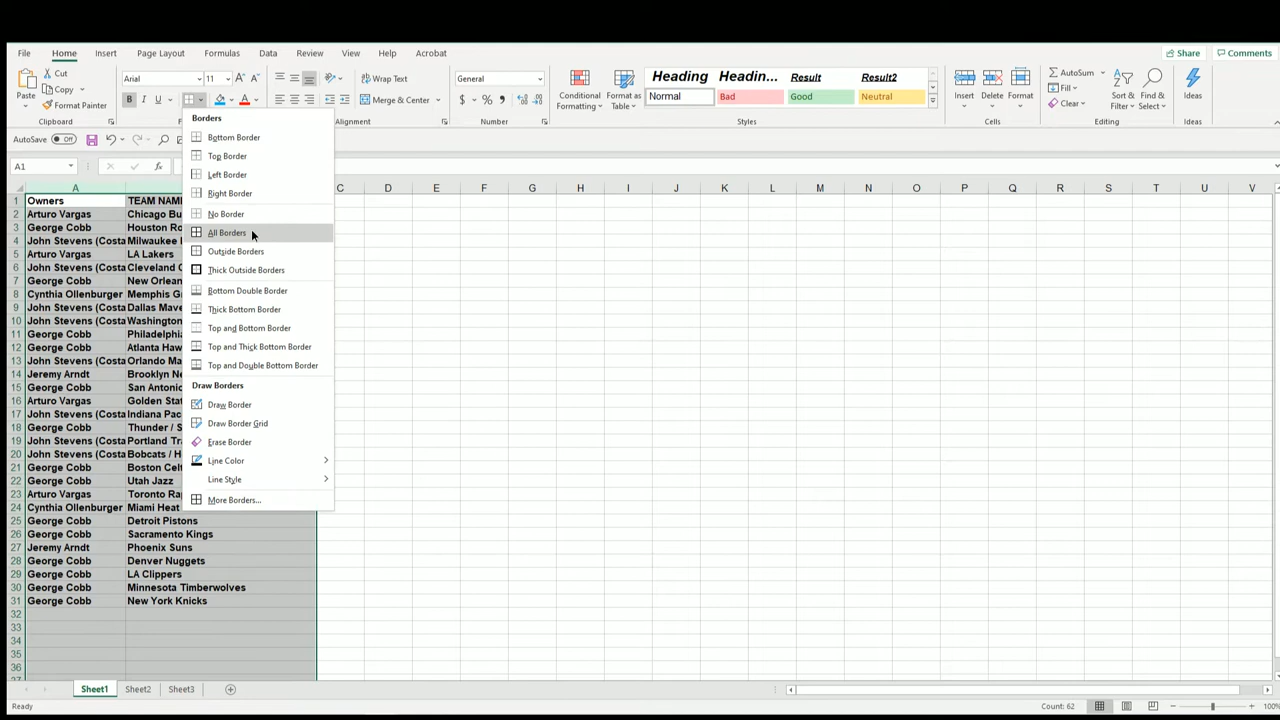 File Home Insert Page Layout Formulas Data Review View Help Acrobat Share Comments
Paste Cut Copy Format Painter
Arial 11 A A
B I U A
Wrap Text
Merge & Center
General
$ % ,
Conditional Formatting Format as Table
Heading Headin... Result Result2
Normal Bad Good Neutral
Insert Delete Format
AutoSum Fill Clear
Sort & Filter Find & Select
Ideas
Clipboard Alignment Number Styles Cells Editing Ideas
AutoSave Off
A1 fx
Borders
Bottom Border
Top Border
Left Border
Right Border
No Border
All Borders
Outside Borders
Thick Outside Borders
Bottom Double Border
Thick Bottom Border
Top and Bottom Border
Top and Thick Bottom Border
Top and Double Bottom Border
Draw Borders
Draw Border
Draw Border Grid
Erase Border
Line Color
Line Style
More Borders...
A C D E F G H I J K L M N O P Q R S T U V
1 Owners TEAM NAM
2 Arturo Vargas Chicago Bu
3 George Cobb Houston Ro
4 John Stevens (Costa Milwaukee
5 Arturo Vargas LA Lakers
6 John Stevens (Costa Cleveland C
7 George Cobb New Orlean
8 Cynthia Ollenburger Memphis G
9 John Stevens (Costa Dallas Mave
10 John Stevens (Costa Washington
11 George Cobb Philadelphi
12 George Cobb Atlanta Haw
13 John Stevens (Costa Orlando Ma
14 Jeremy Arndt Brooklyn Ne
15 George Cobb San Antonio
16 Arturo Vargas Golden Stat
17 John Stevens (Costa Indiana Pac
18 George Cobb Thunder / S
19 John Stevens (Costa Portland Tra
20 John Stevens (Costa Bobcats / H
21 George Cobb Boston Celt
22 George Cobb Utah Jazz
23 Arturo Vargas Toronto Rap
24 Cynthia Ollenburger Miami Heat
25 George Cobb Detroit Pistons
26 George Cobb Sacramento Kings
27 Jeremy Arndt Phoenix Suns
28 George Cobb Denver Nuggets
29 George Cobb LA Clippers
30 George Cobb Minnesota Timberwolves
31 George Cobb New York Knicks
32
33
34
35
36
Sheet1 Sheet2 Sheet3
Ready Count: 62 100%